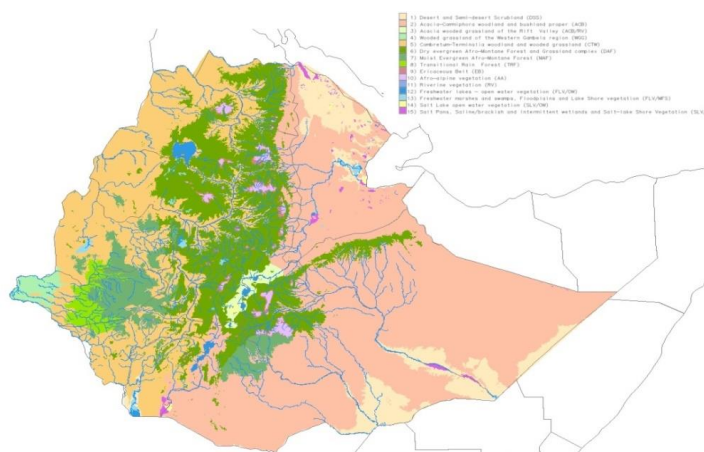 1) Desert and Semi-desert Scrubland (DSS)
2) Acacia-Commiphora woodland and bushland proper (ACB)
3) Acacia wooded grassland of the Rift Valley (ACB/RV)
4) Wooded grassland of the Western Gambela region (WGG)
5) Combretum-Terminalia woodland and wooded grassland (CTW)
6) Dry evergreen Afro-Montane Forest and Grassland complex (DAF)
7) Moist Evergreen Afro-Montane Forest (MAF)
8) Transitional Rain Forest (TRF)
9) Ericaceous Belt (EB)
10) Afro-alpine vegetation (AA)
11) Riverine vegetation (RV)
12) Freshwater lakes - open water vegetation (FLV/OW)
13) Freshwater marshes and swamps, Floodplains and Lake Shore vegetation (FLV/MFS)
14) Salt Lake open water vegetation (SLV/OW)
15) Salt Pans, Saline/brackish and intermittent wetlands and Salt-lake Shore Vegetation (SLV